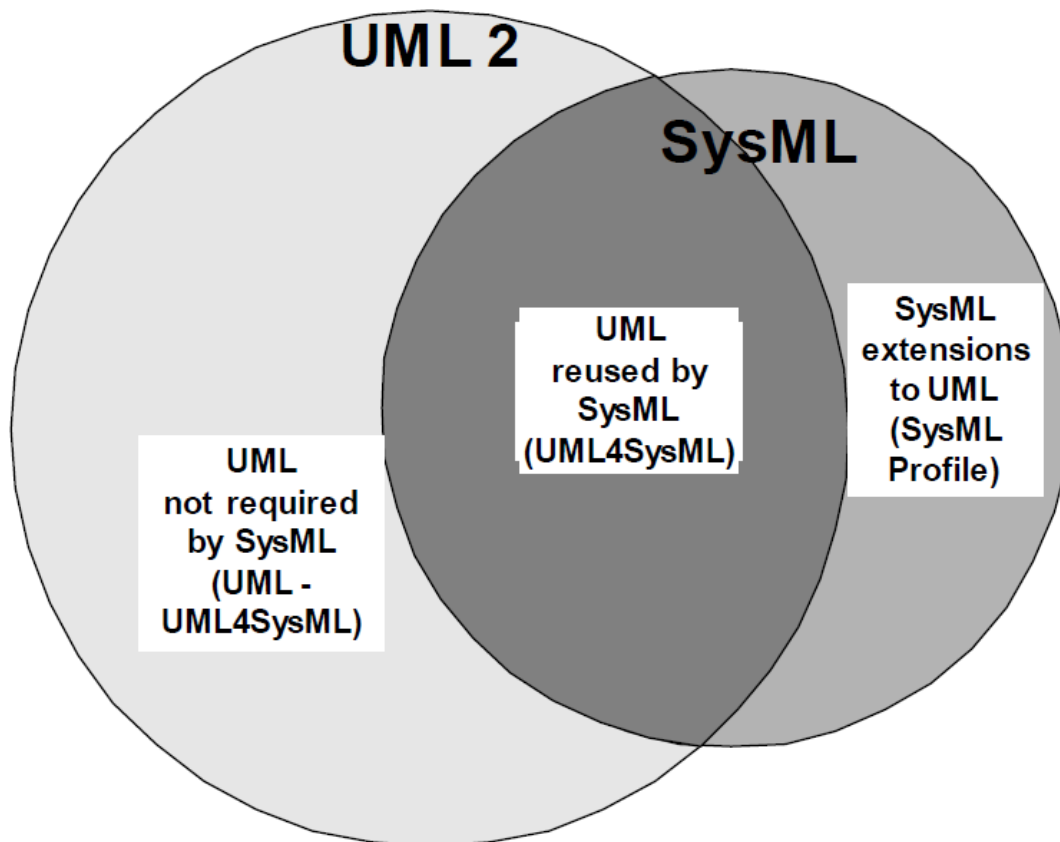 UML 2
SysML
UML
not required
by SysML
(UML -
UML4SysML)
UML
reused by
SysML
(UML4SysML)
SysML
extensions
to UML
(SysML
Profile)